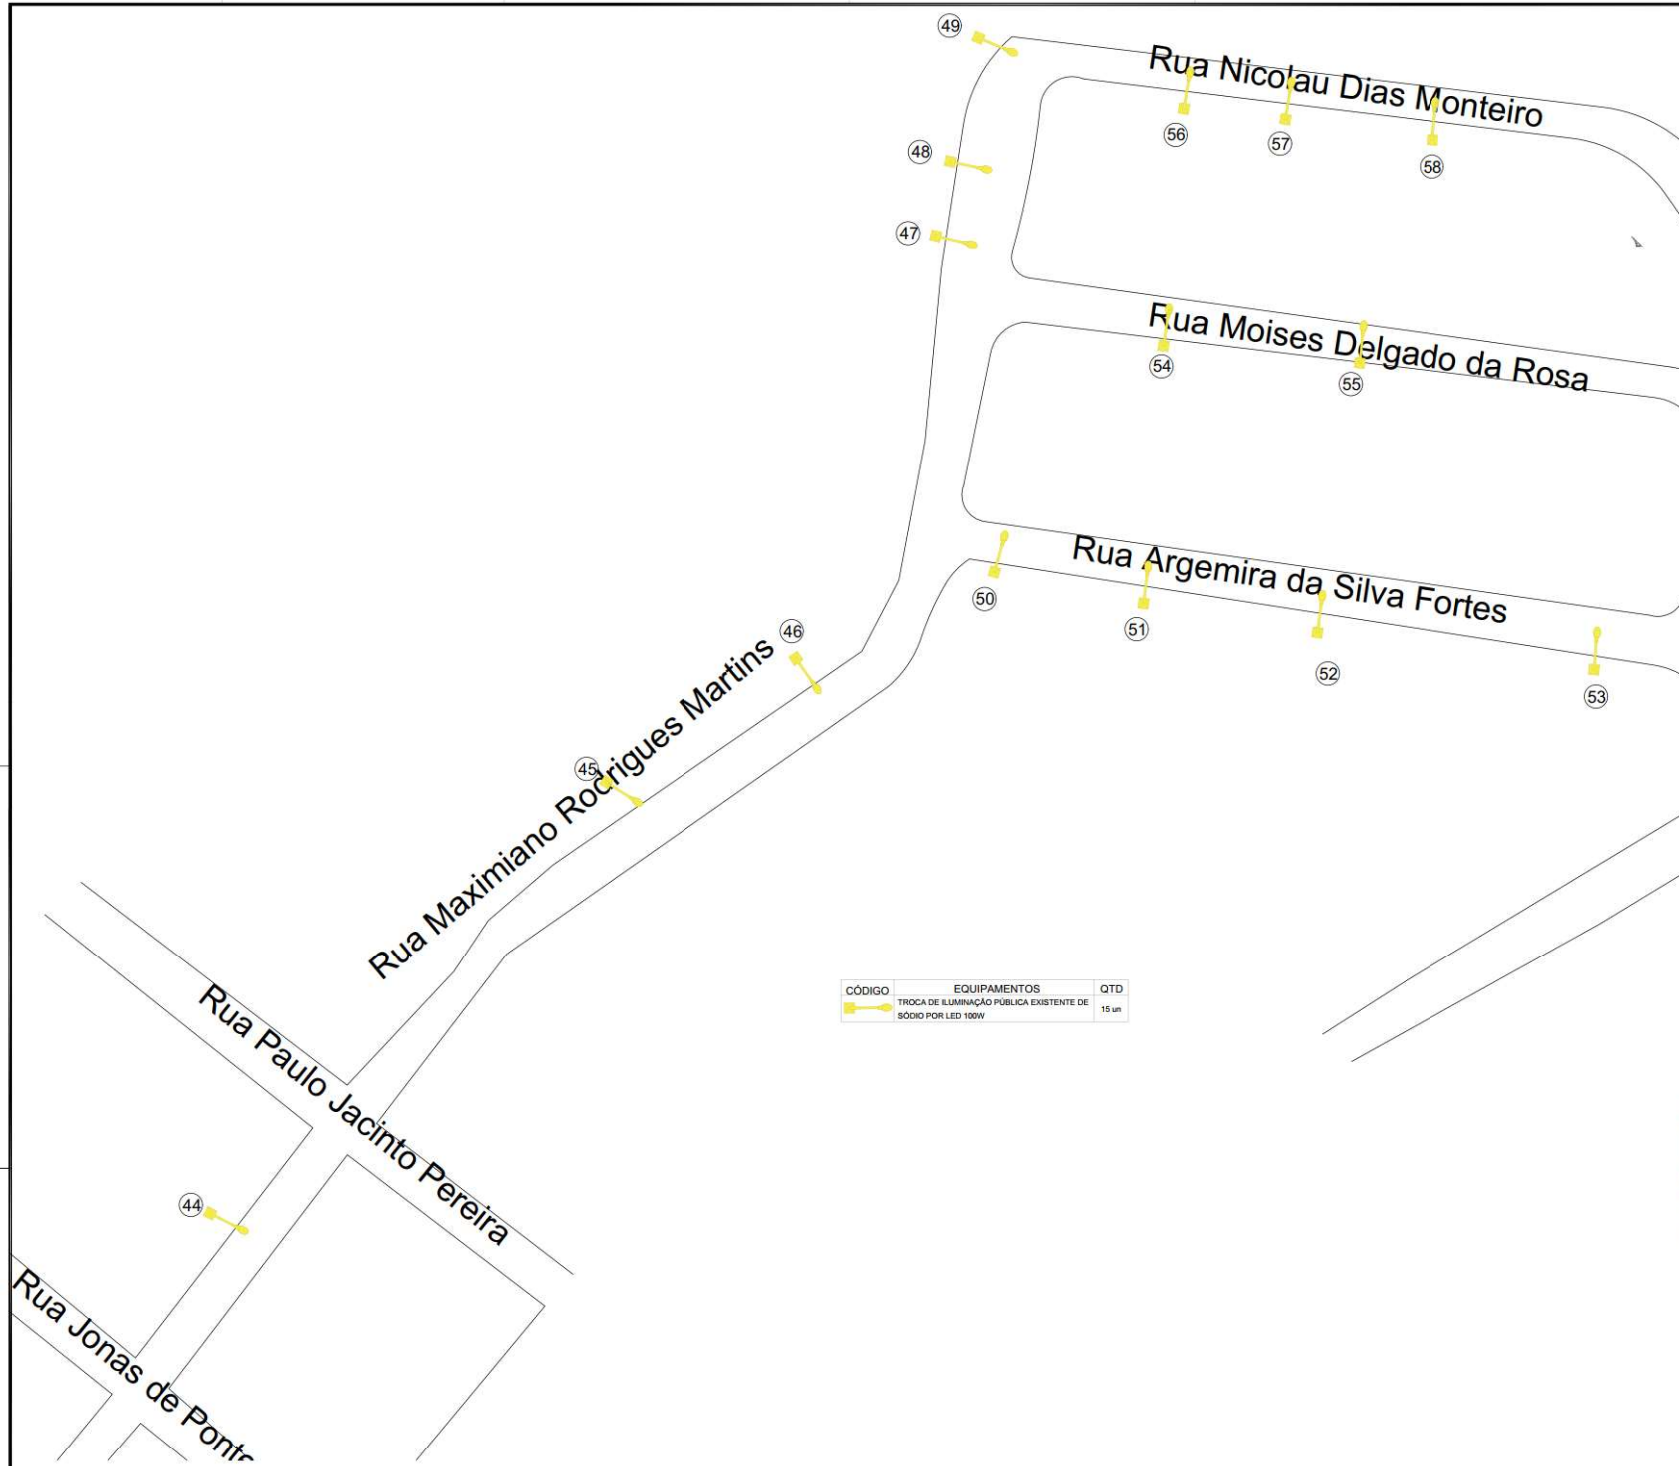 49
Rua Nicolau Dias Monteiro
56
57
58
48
47
Rua Moises Delgado da Rosa
54
55
Rua Argemira da Silva Fortes
50
51
52
53
46
Rua Maximiano Rodrigues Martins
45
CÓDIGO EQUIPAMENTOS QTD
TROCA DE ILUMINAÇÃO PÚBLICA EXISTENTE DE
SÓDIO POR LED 100W
15 un
Rua Paulo Jacinto Pereira
44
Rua Jonas de Ponte